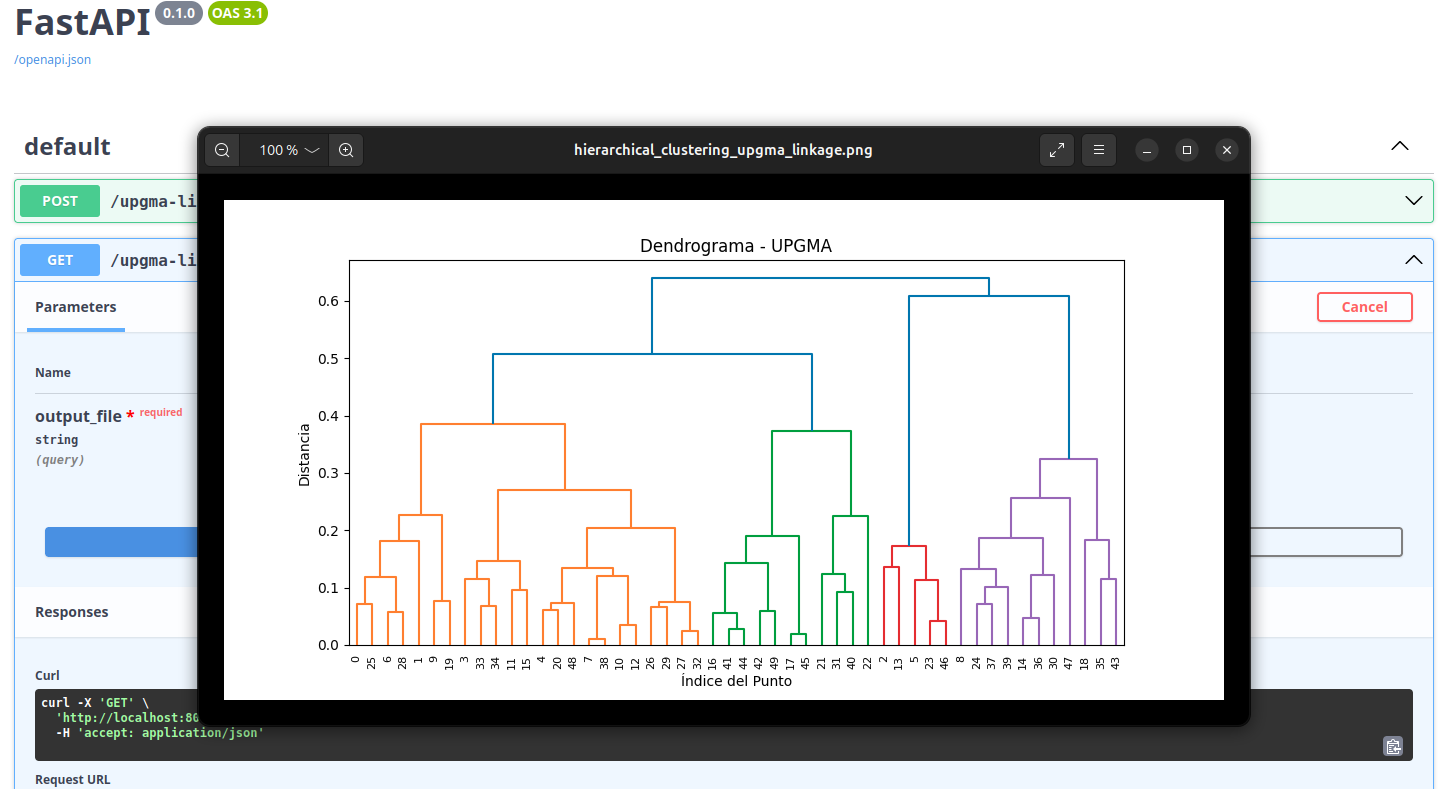 FastAPI 0.1.0 OAS 3.1
/openapi.json
default
POST /upgma-li
GET /upgma-li
Parameters
Cancel
Name
output_file * required
string
(query)
Responses
Curl
curl -X 'GET' \
'http://localhost:80
-H 'accept: application/json'
Request URL
100 %
hierarchical_clustering_upgma_linkage.png
Dendrograma - UPGMA
Distancia
0.6
0.5
0.4
0.3
0.2
0.1
0.0
0 25 6 28 1 9 19 3 33 34 11 15 4 20 48 7 38 10 12 26 29 27 32 16 41 44 42 49 17 45 21 31 40 22 2 13 5 23 46 8 24 37 39 14 36 30 47 18 35 43
Índice del Punto